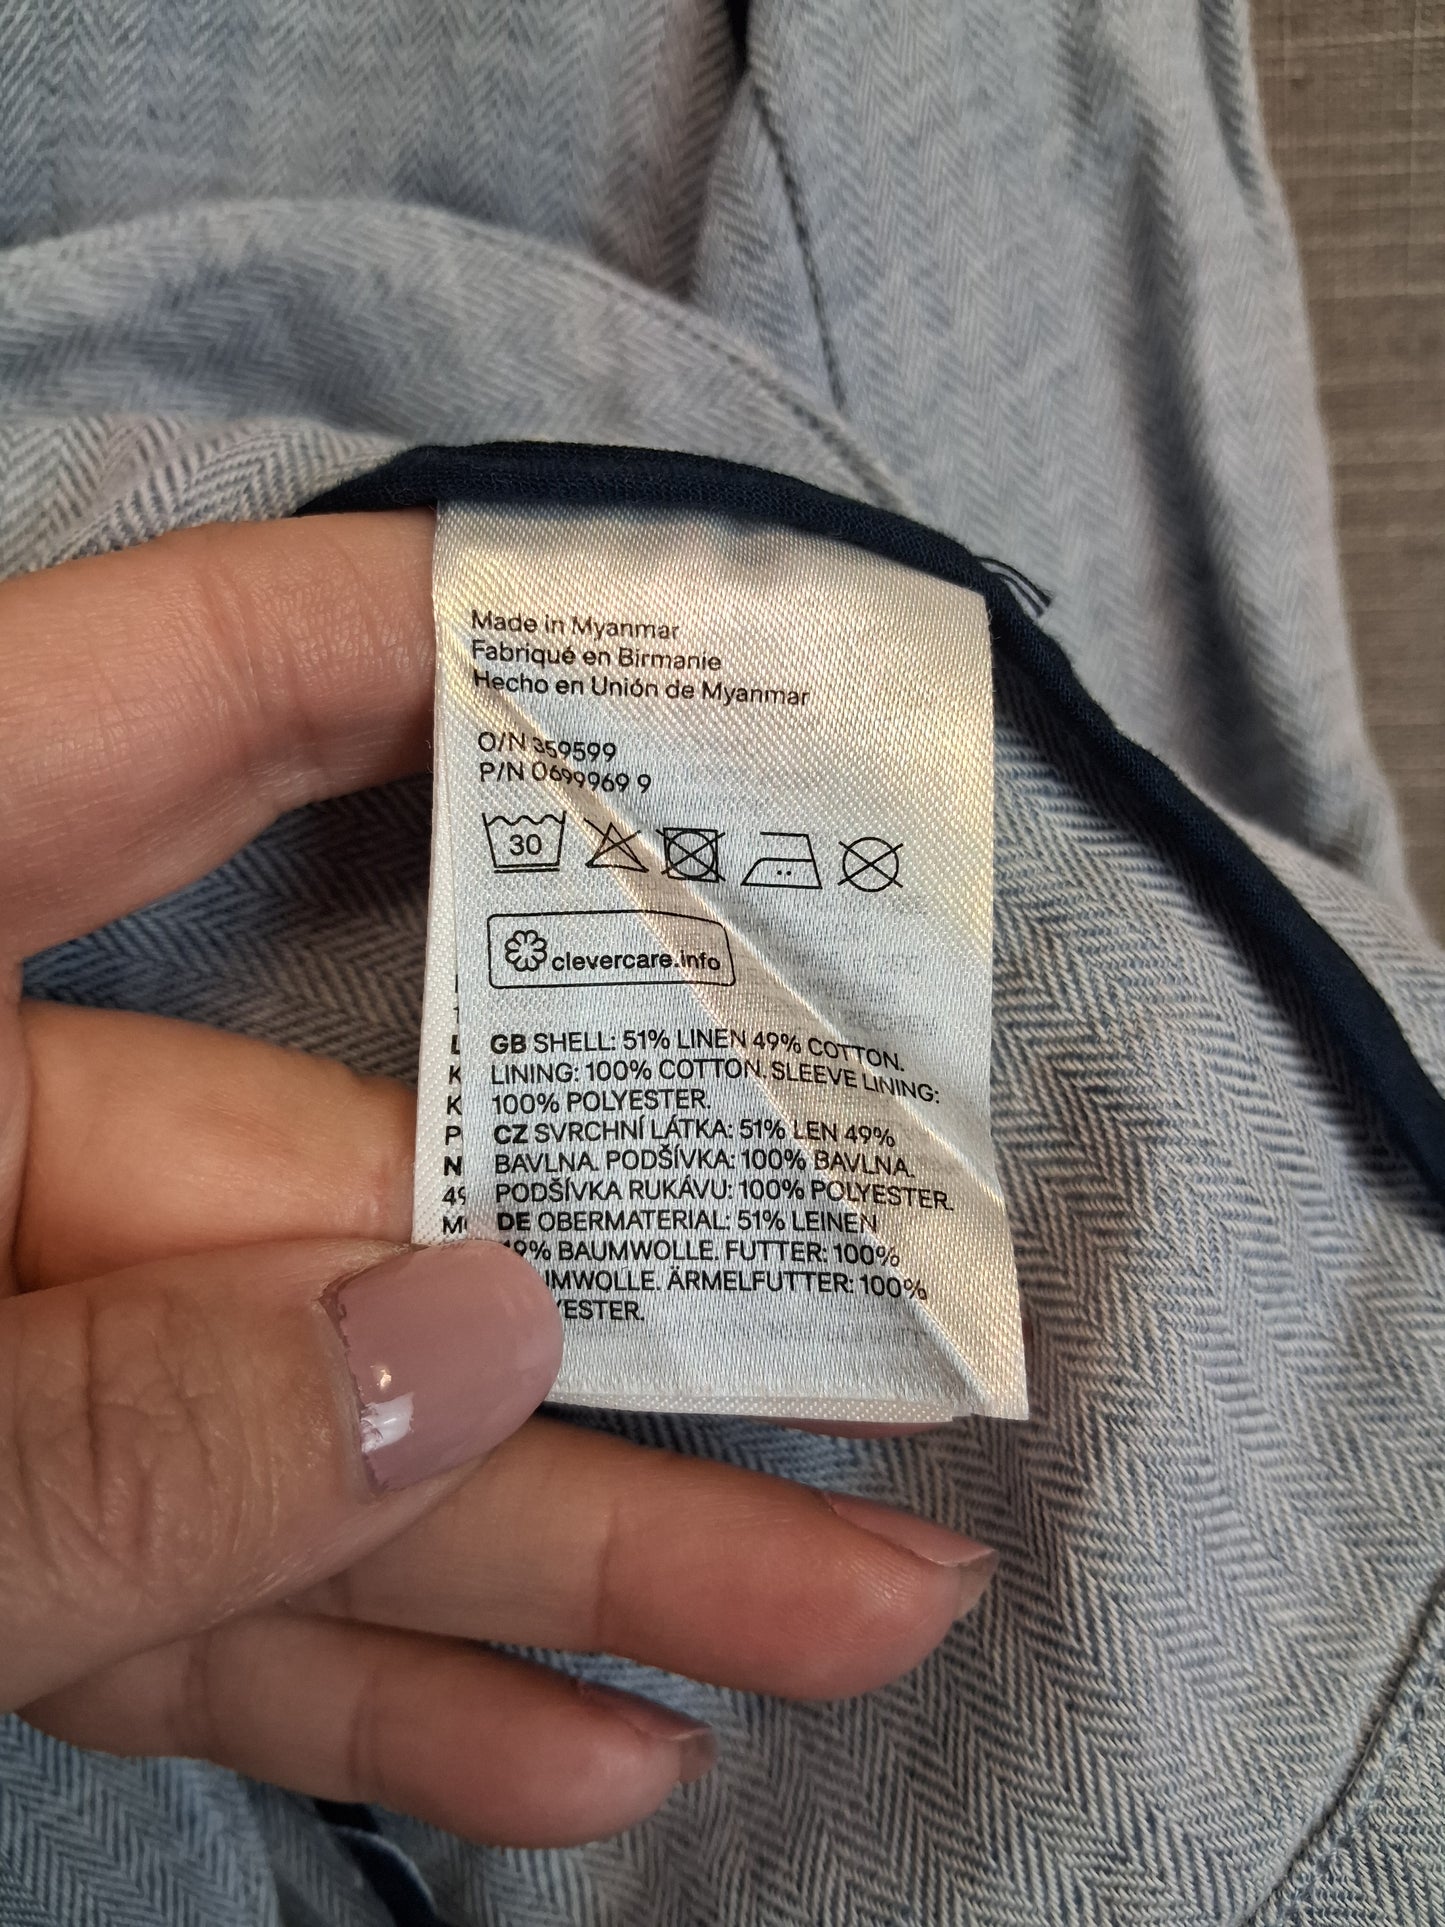 Made in Myanmar
Fabriqué en Birmanie
Hecho en Unión de Myanmar
O/N 359599
P/N 0699969 9
30
clevercare.info
GB SHELL: 51% LINEN 49% COTTON.
LINING: 100% COTTON. SLEEVE LINING:
100% POLYESTER.
CZ SVRCHNÍ LÁTKA: 51% LEN 49%
BAVLNA. PODŠÍVKA: 100% BAVLNA.
PODŠÍVKA RUKÁVU: 100% POLYESTER.
DE OBERMATERIAL: 51% LEINEN
49% BAUMWOLLE. FUTTER: 100%
UMWOLLE. ÄRMELFUTTER: 100%
YESTER.